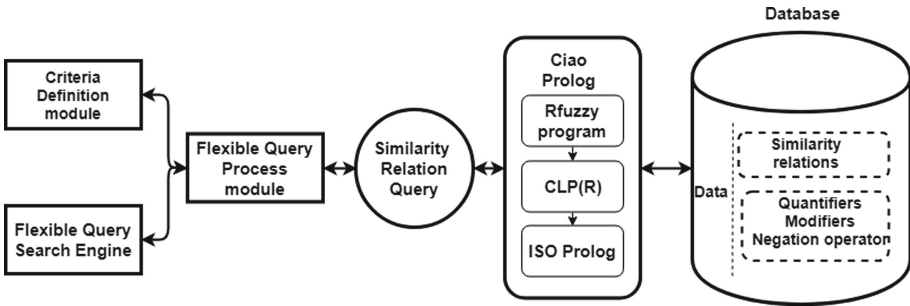 Criteria
Definition
module
Flexible Query
Search Engine
Flexible Query
Process
module
Similarity
Relation
Query
Ciao
Prolog
Rfuzzy
program
CLP(R)
ISO Prolog
Database
Data
Similarity
relations
Quantifiers
Modifiers
Negation operator